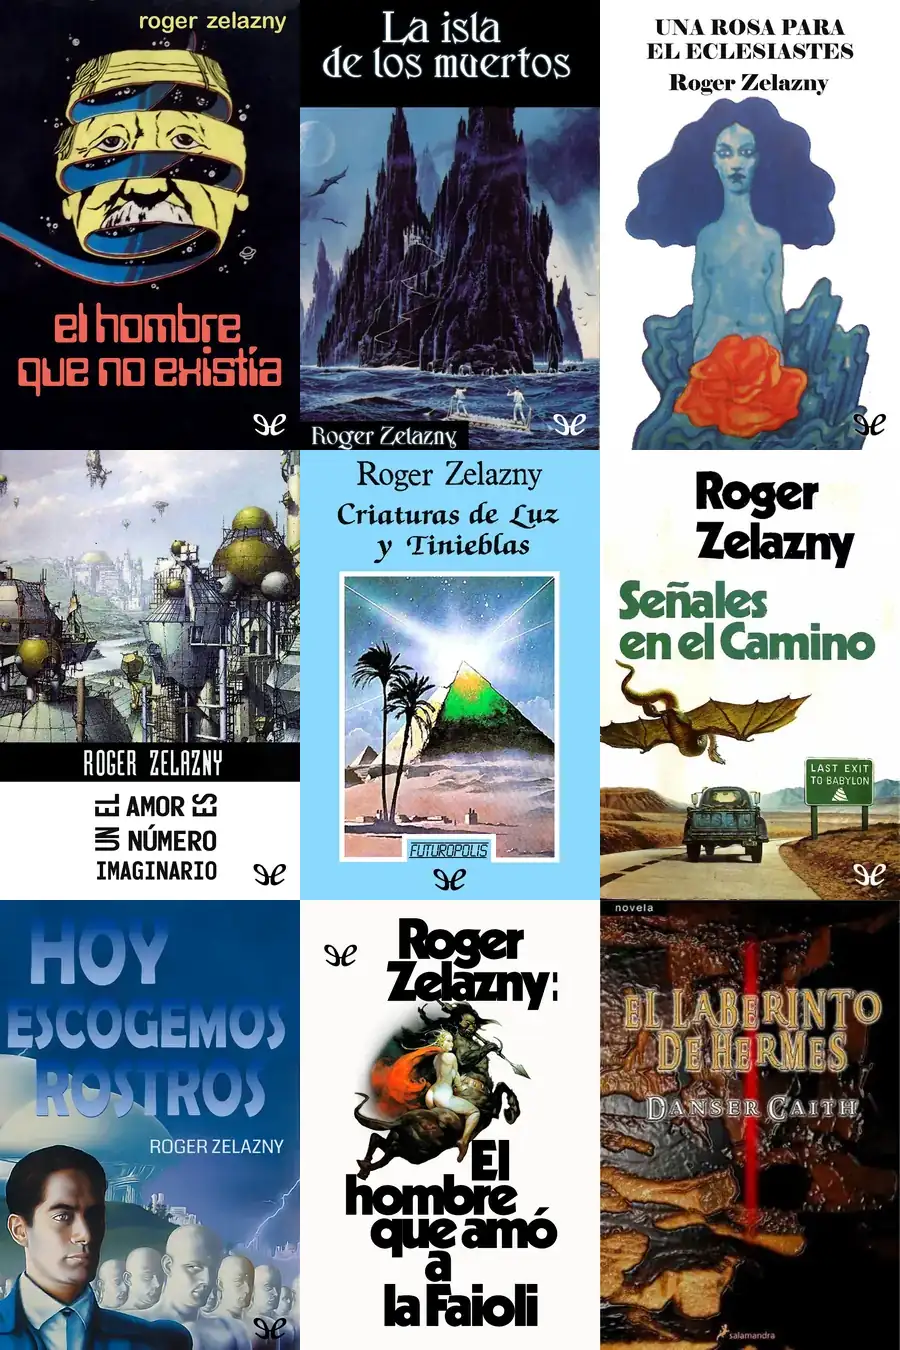 roger zelazny
el hombre
que no existía
La isla
de los muertos
Roger Zelazny
UNA ROSA PARA
EL ECLESIASTES
Roger Zelazny
ROGER ZELAZNY
UN EL AMOR ES
NÚMERO
IMAGINARIO
Roger Zelazny
Criaturas de Luz
y Tinieblas
FUTUROPOLIS
Roger
Zelazny
Señales
en el Camino
LAST EXIT
TO BABYLON
HOY
ESCOGEMOS
ROSTROS
ROGER ZELAZNY
Roger
Zelazny:
El
hombre
que amó
a
la Faioli
novela
EL LABERINTO
DE HERMES
DANSER CAITH
salamandra